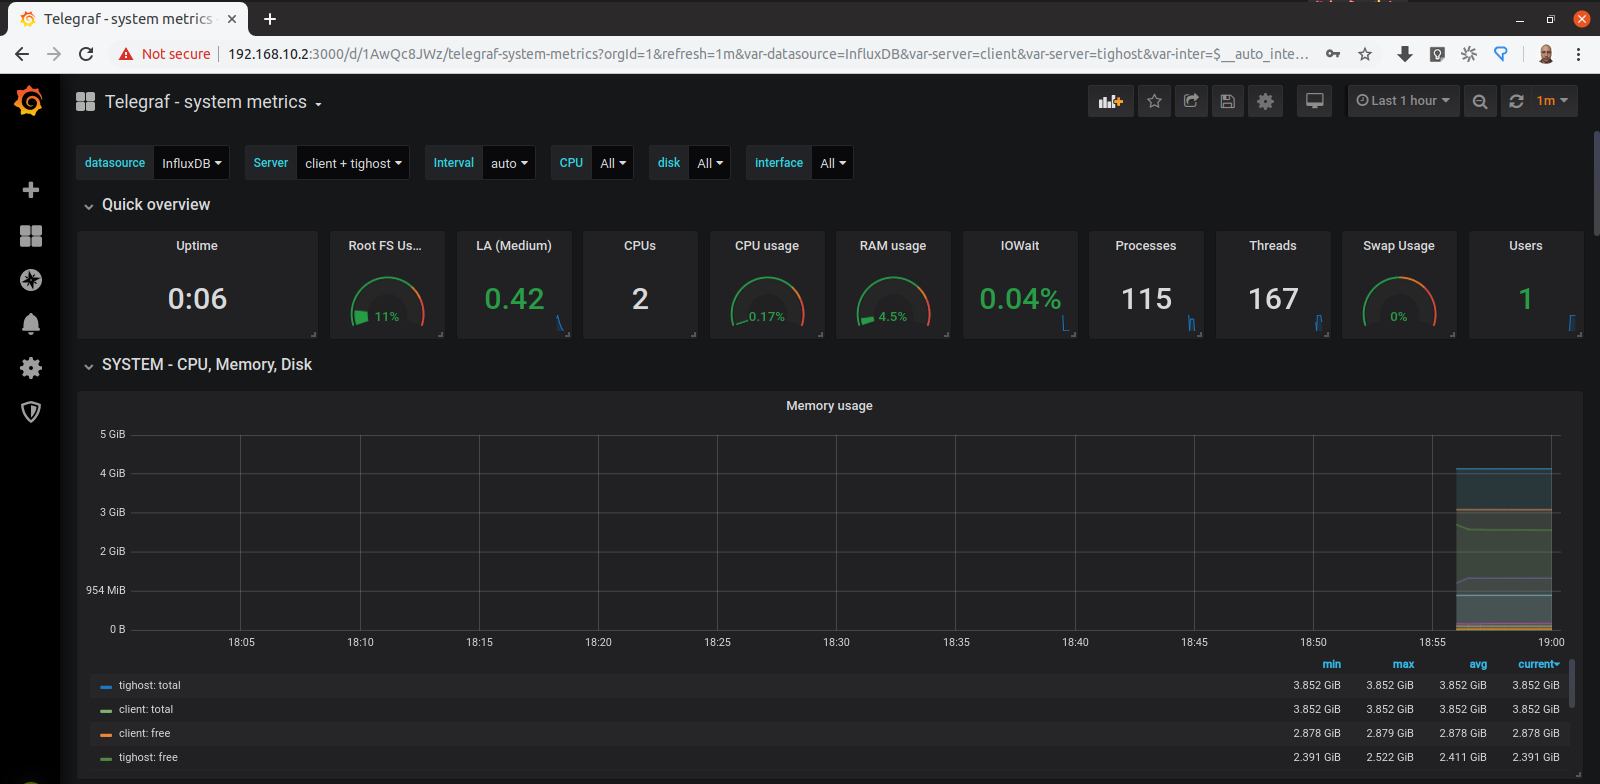 Telegraf - system metrics
Not secure
192.168.10.2:3000/d/1AwQc8JWz/telegraf-system-metrics?orgId=1&refresh=1m&var-datasource=InfluxDB&var-server=client&var-server=tighost&var-inter=$__auto_inte...
Telegraf - system metrics
Last 1 hour
1m
datasource InfluxDB Server client + tighost Interval auto CPU All disk All interface All
Quick overview
Uptime Root FS Us... LA (Medium) CPUs CPU usage RAM usage IOWait Processes Threads Swap Usage Users
0:06 11% 0.42 2 0.17% 4.5% 0.04% 115 167 0% 1
SYSTEM - CPU, Memory, Disk
Memory usage
5 GiB
4 GiB
3 GiB
2 GiB
954 MiB
0 B
18:05 18:10 18:15 18:20 18:25 18:30 18:35 18:40 18:45 18:50 18:55 19:00
min max avg current
tighost: total 3.852 GiB 3.852 GiB 3.852 GiB 3.852 GiB
client: total 3.852 GiB 3.852 GiB 3.852 GiB 3.852 GiB
client: free 2.878 GiB 2.879 GiB 2.878 GiB 2.878 GiB
tighost: free 2.391 GiB 2.522 GiB 2.411 GiB 2.391 GiB